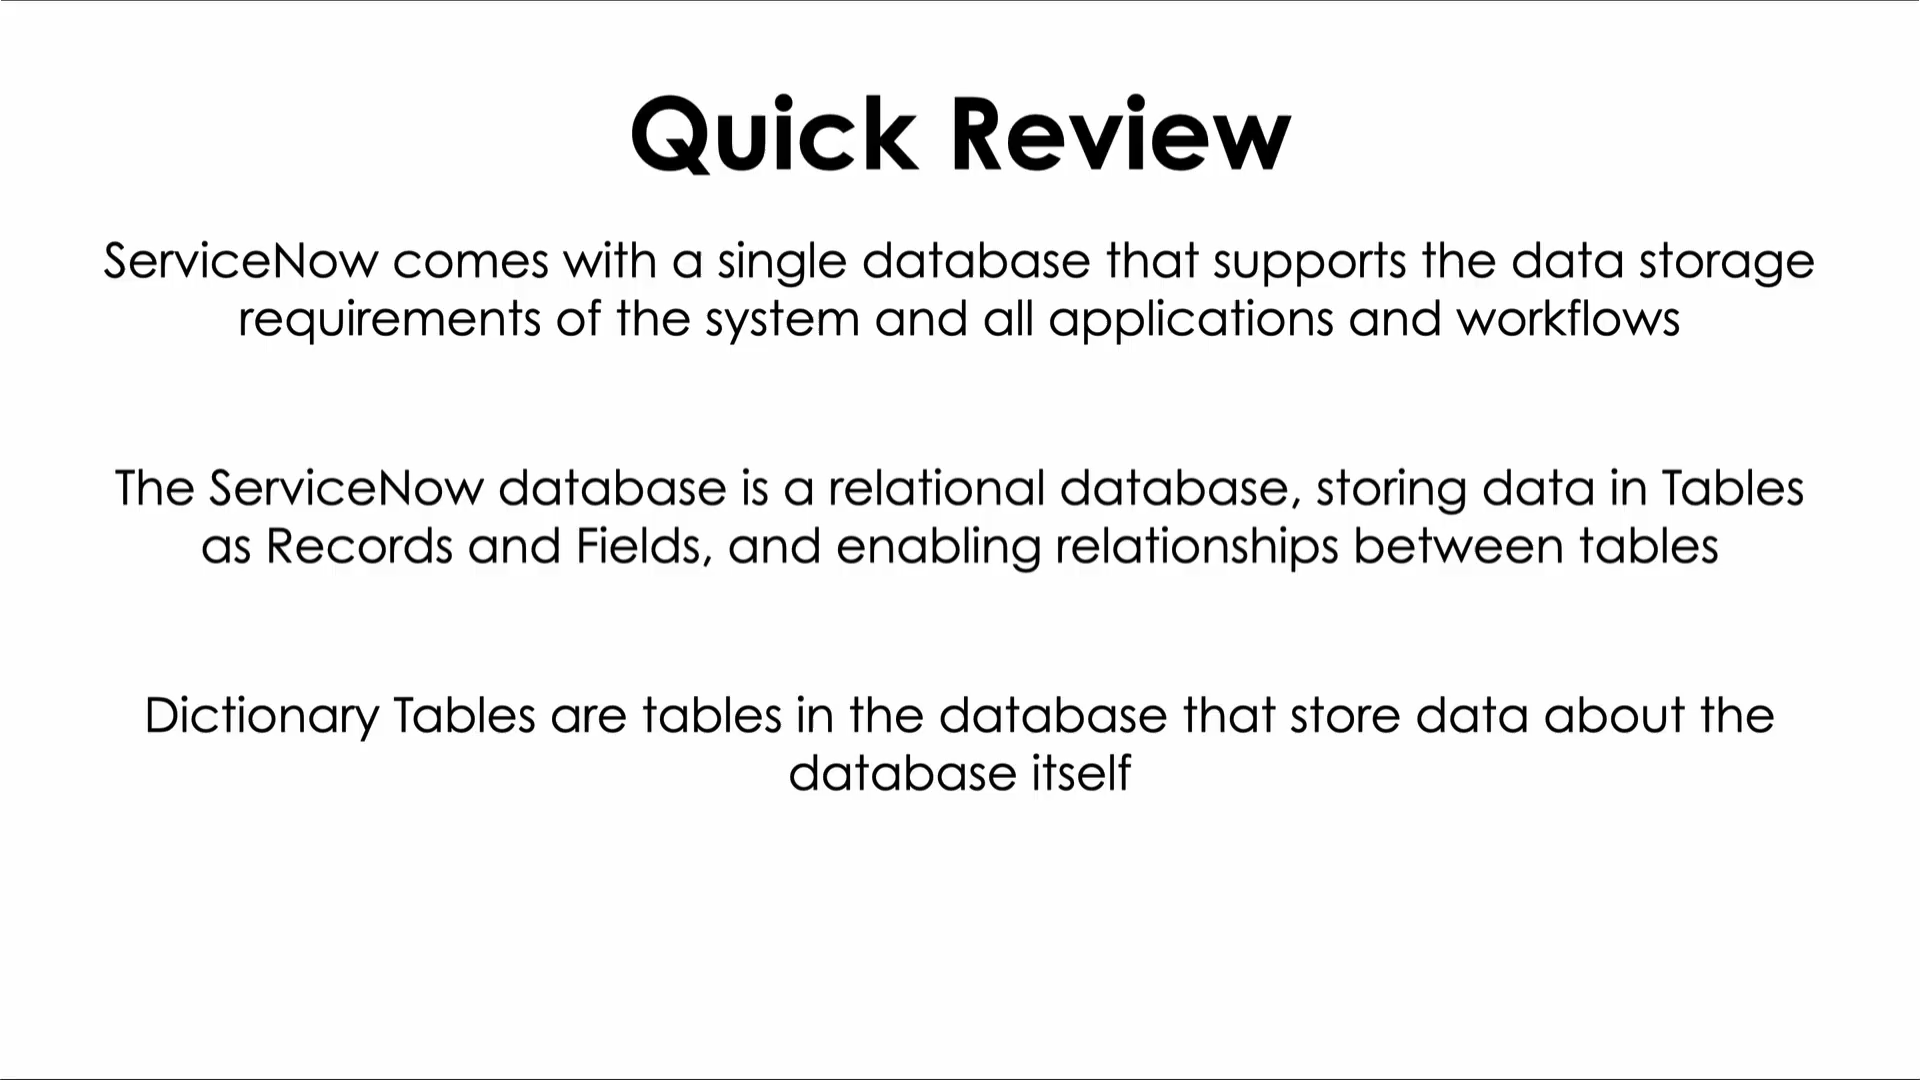 Quick Review
ServiceNow comes with a single database that supports the data storage
requirements of the system and all applications and workflows
The ServiceNow database is a relational database, storing data in Tables
as Records and Fields, and enabling relationships between tables
Dictionary Tables are tables in the database that store data about the
database itself